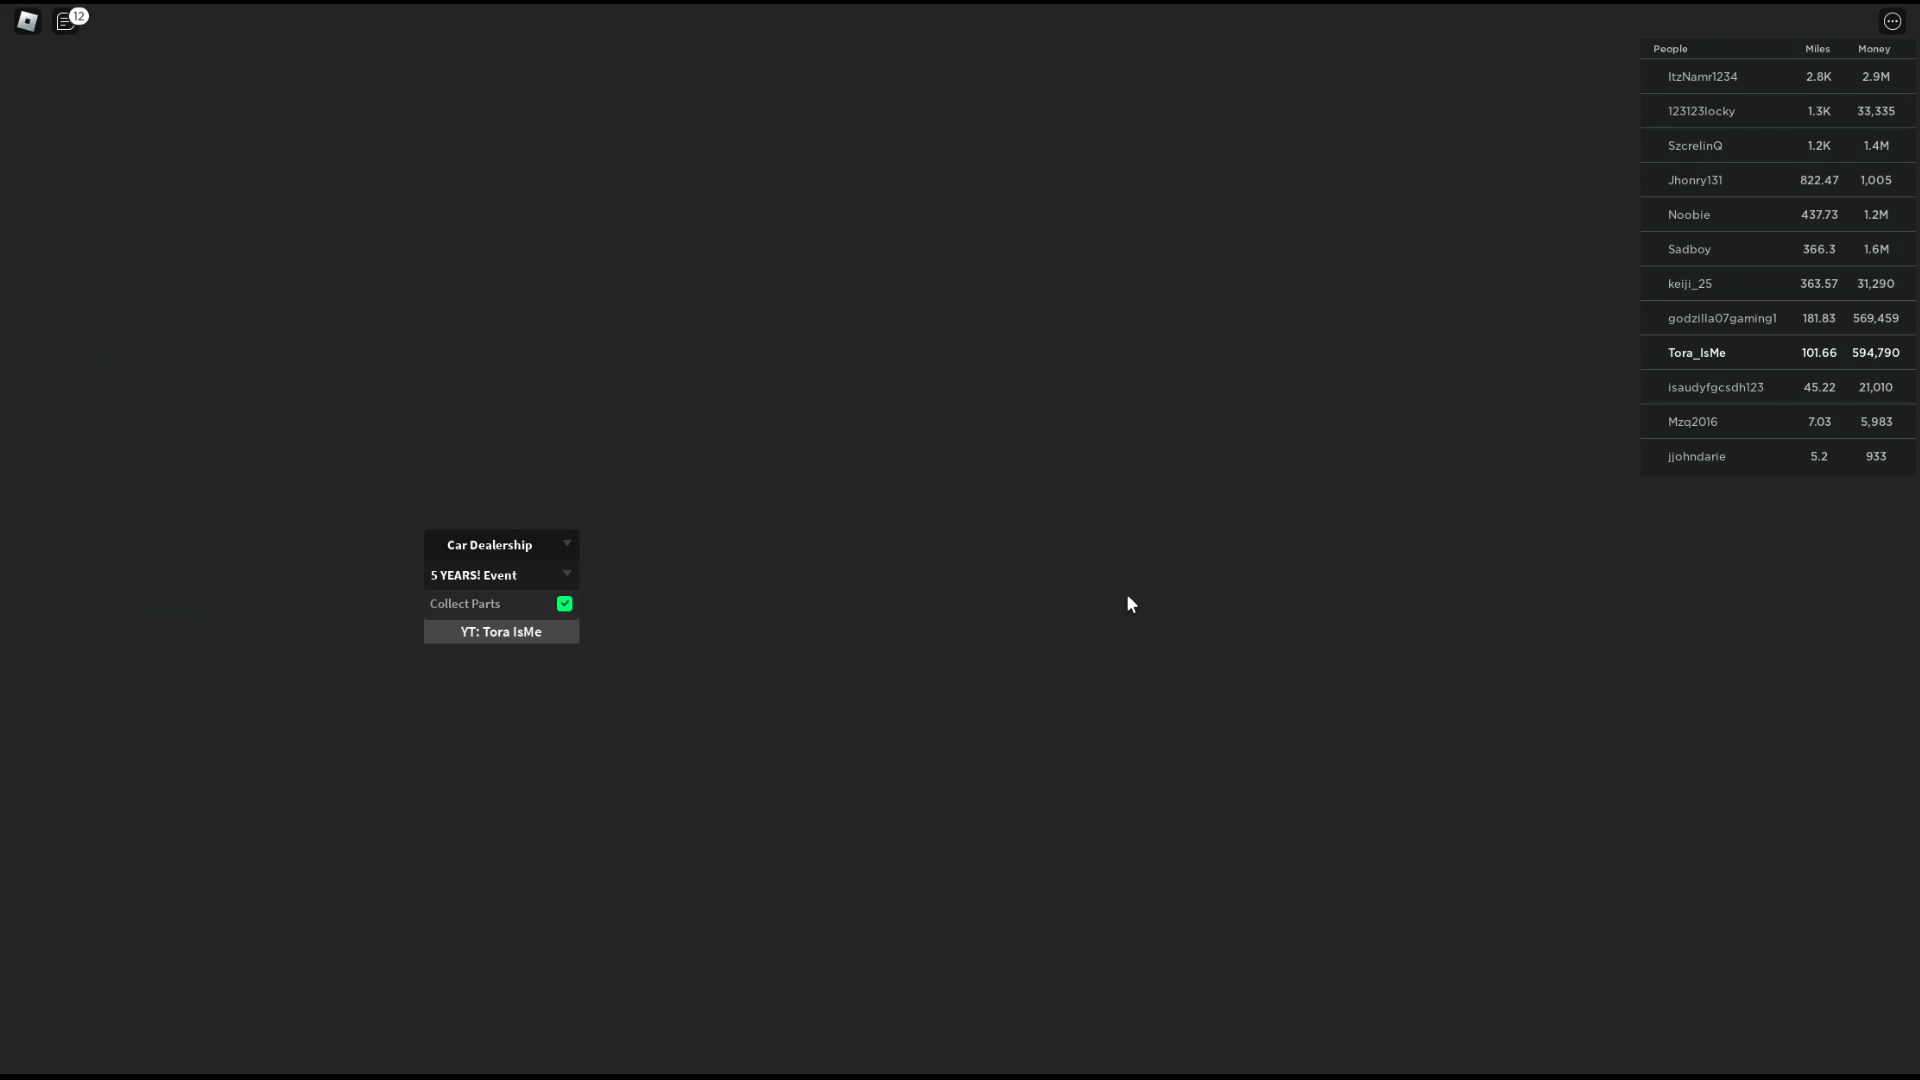 12
People Miles Money
ItzNamr1234 2.8K 2.9M
123123locky 1.3K 33,335
SzcrelinQ 1.2K 1.4M
Jhonry131 822.47 1,005
Noobie 437.73 1.2M
Sadboy 366.3 1.6M
keiji_25 363.57 31,290
godzilla07gaming1 181.83 569,459
Tora_IsMe 101.66 594,790
isaudyfgcsdh123 45.22 21,010
Mzq2016 7.03 5,983
jjohndarie 5.2 933
Car Dealership
5 YEARS! Event
Collect Parts
YT: Tora IsMe